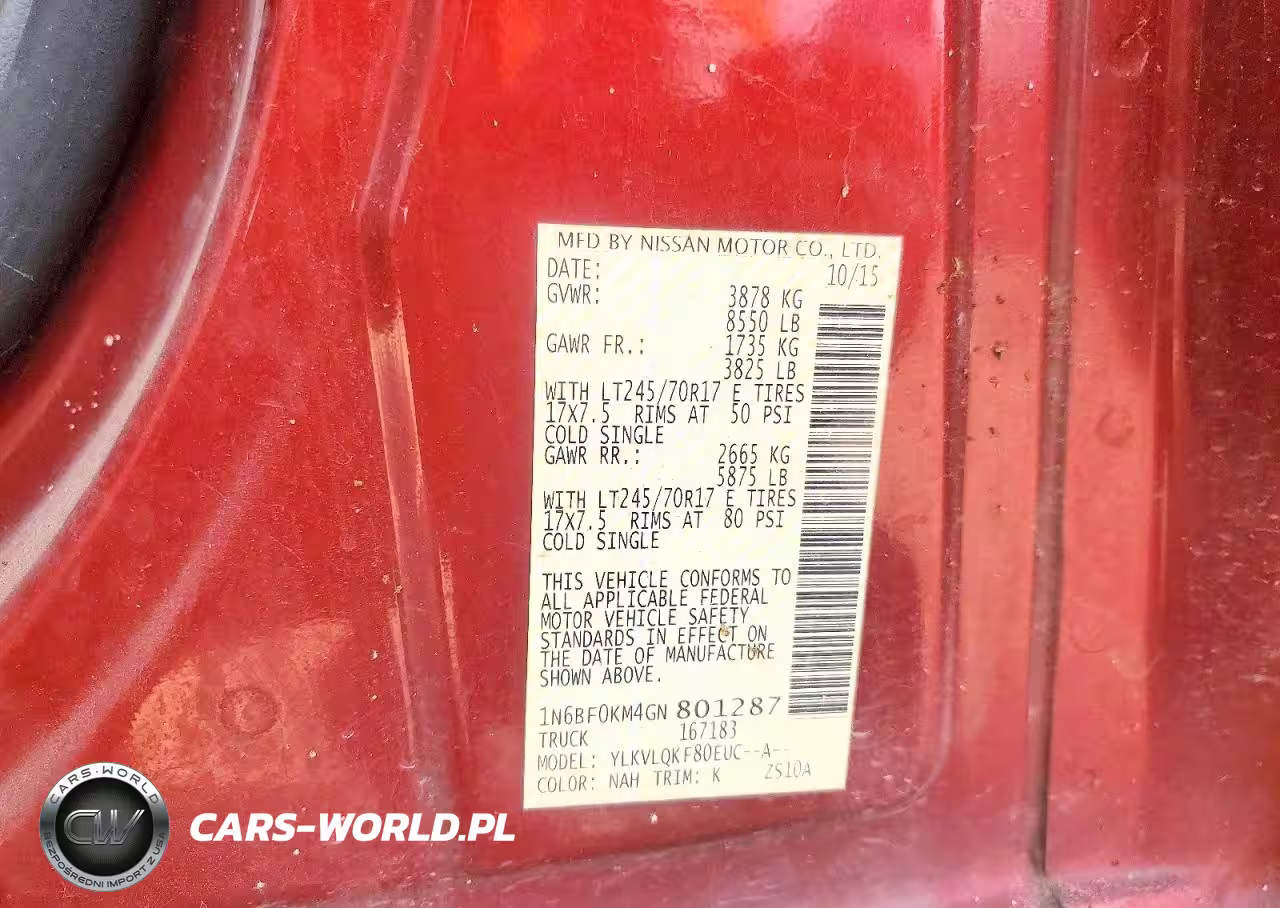 MFD BY NISSAN MOTOR CO., LTD.
DATE: 10/15
GVWR: 3878 KG
8550 LB
GAWR FR.: 1735 KG
3825 LB
WITH LT245/70R17 E TIRES
17X7.5 RIMS AT 50 PSI
COLD SINGLE
GAWR RR.: 2665 KG
5875 LB
WITH LT245/70R17 E TIRES
17X7.5 RIMS AT 80 PSI
COLD SINGLE
THIS VEHICLE CONFORMS TO
ALL APPLICABLE FEDERAL
MOTOR VEHICLE SAFETY
STANDARDS IN EFFECT ON
THE DATE OF MANUFACTURE
SHOWN ABOVE.
1N6BF0KM4GN 801287
TRUCK 167183
MODEL: YLKVLQKF80EUC--A--
COLOR: NAH TRIM: K ZS10A
CARS-WORLD
CW
BEZPOŚREDNI IMPORT Z USA
CARS-WORLD.PL